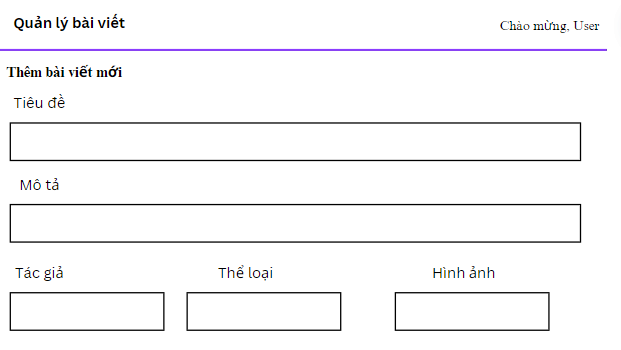 Quản lý bài viết
Chào mừng, User
Thêm bài viết mới
Tiêu đề
Mô tả
Tác giả Thể loại Hình ảnh